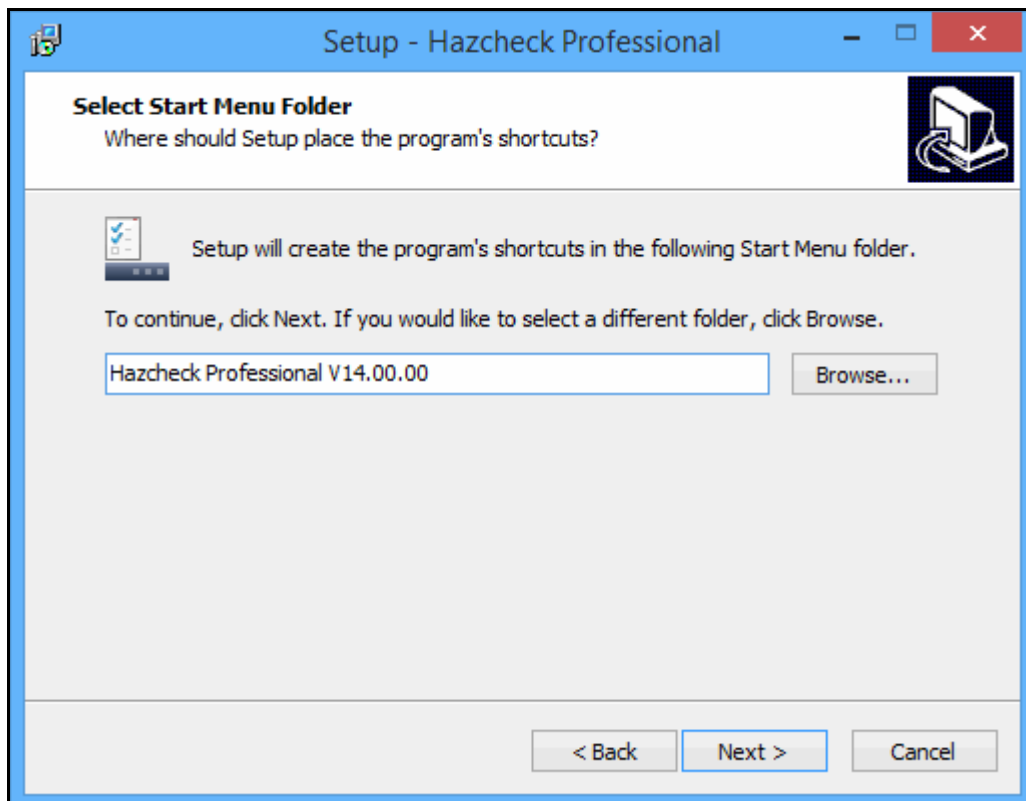 Setup - Hazcheck Professional
Select Start Menu Folder
Where should Setup place the program's shortcuts?
Setup will create the program's shortcuts in the following Start Menu folder.
To continue, click Next. If you would like to select a different folder, click Browse.
Hazcheck Professional V14.00.00 Browse...
< Back Next > Cancel